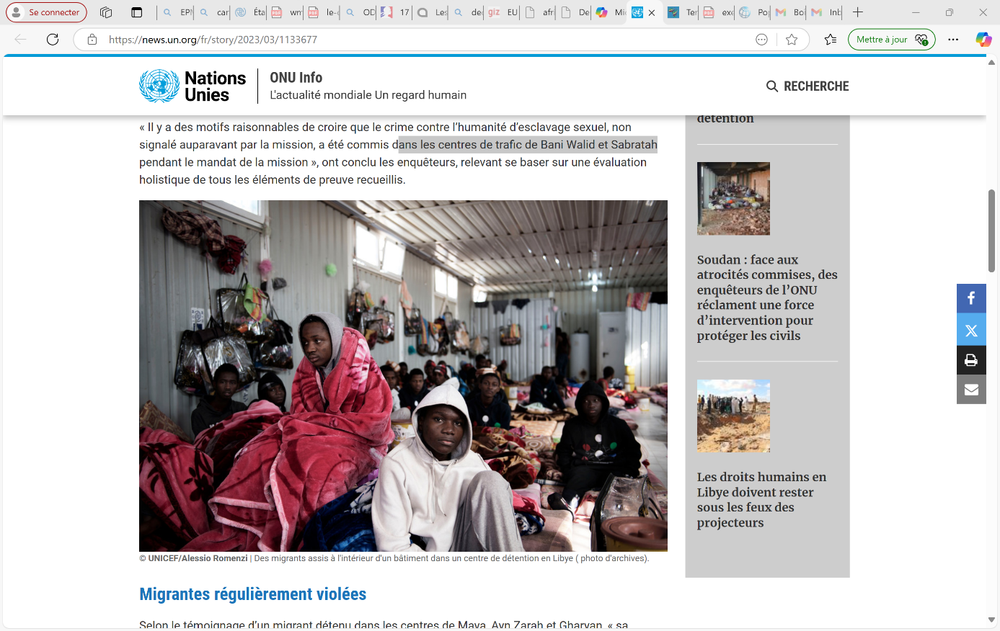 Se connecter
EPI
car
Éta
wn
le-c
OD
17
Les
de
giz EU
afr
De
Mi
Ter
exe
Po
Boi
Inb
https://news.un.org/fr/story/2023/03/1133677
Mettre à jour
Nations
Unies
ONU Info
L'actualité mondiale Un regard humain
RECHERCHE
« Il y a des motifs raisonnables de croire que le crime contre l’humanité d’esclavage sexuel, non
signalé auparavant par la mission, a été commis dans les centres de trafic de Bani Walid et Sabratah
pendant le mandat de la mission », ont conclu les enquêteurs, relevant se baser sur une évaluation
holistique de tous les éléments de preuve recueillis.
© UNICEF/Alessio Romenzi | Des migrants assis à l'intérieur d'un bâtiment dans un centre de détention en Libye ( photo d'archives).
Migrantes régulièrement violées
Selon le témoignage d’un migrant détenu dans les centres de Maya, Ayn Zarah et Gharyan, « sa
détention
Soudan : face aux
atrocités commises, des
enquêteurs de l’ONU
réclament une force
d’intervention pour
protéger les civils
Les droits humains en
Libye doivent rester
sous les feux des
projecteurs